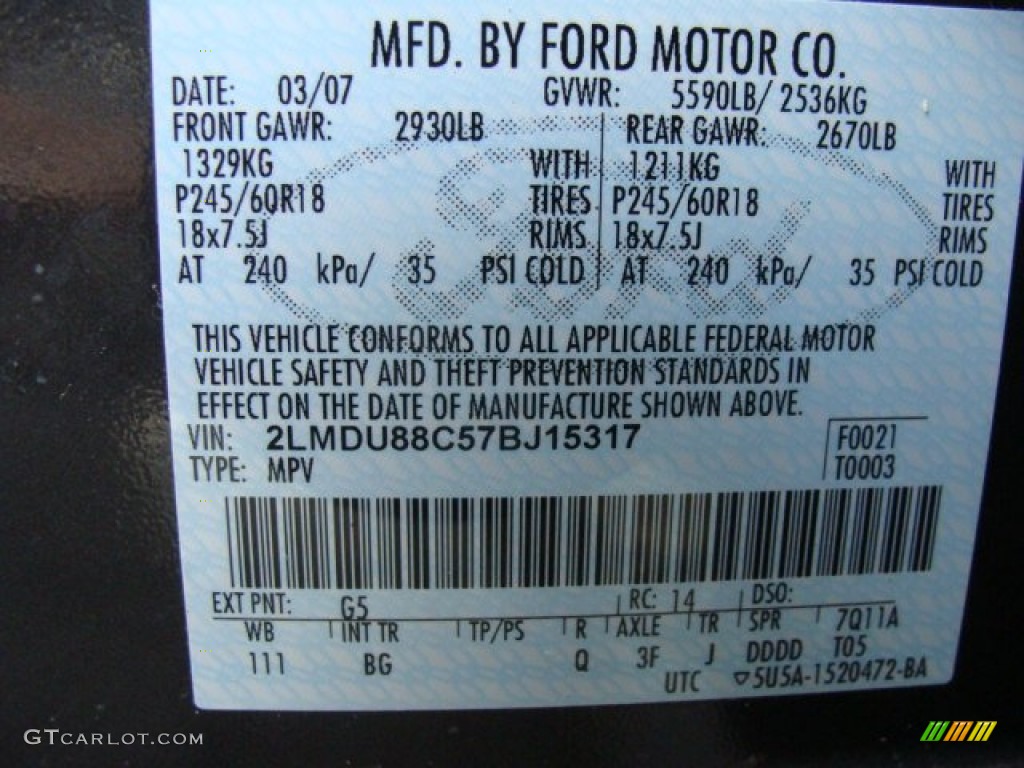 MFD. BY FORD MOTOR CO.
DATE: 03/07 GVWR: 5590LB/ 2536KG
FRONT GAWR: 2930LB REAR GAWR: 2670LB
1329KG WITH 1211KG WITH
P245/60R18 TIRES P245/60R18 TIRES
18x7.5J RIMS 18x7.5J RIMS
AT 240 kPa/ 35 PSI COLD AT 240 kPa/ 35 PSI COLD
THIS VEHICLE CONFORMS TO ALL APPLICABLE FEDERAL MOTOR
VEHICLE SAFETY AND THEFT PREVENTION STANDARDS IN
EFFECT ON THE DATE OF MANUFACTURE SHOWN ABOVE.
VIN: 2LMDU88C57BJ15317 F0021
TYPE: MPV T0003
EXT PNT: G5 RC: 14 DSO:
WB INT TR TP/PS R AXLE TR SPR 7Q11A
111 BG Q 3F J DDDD T05
UTC ▽5U5A-1520472-BA
GTCARLOT.COM